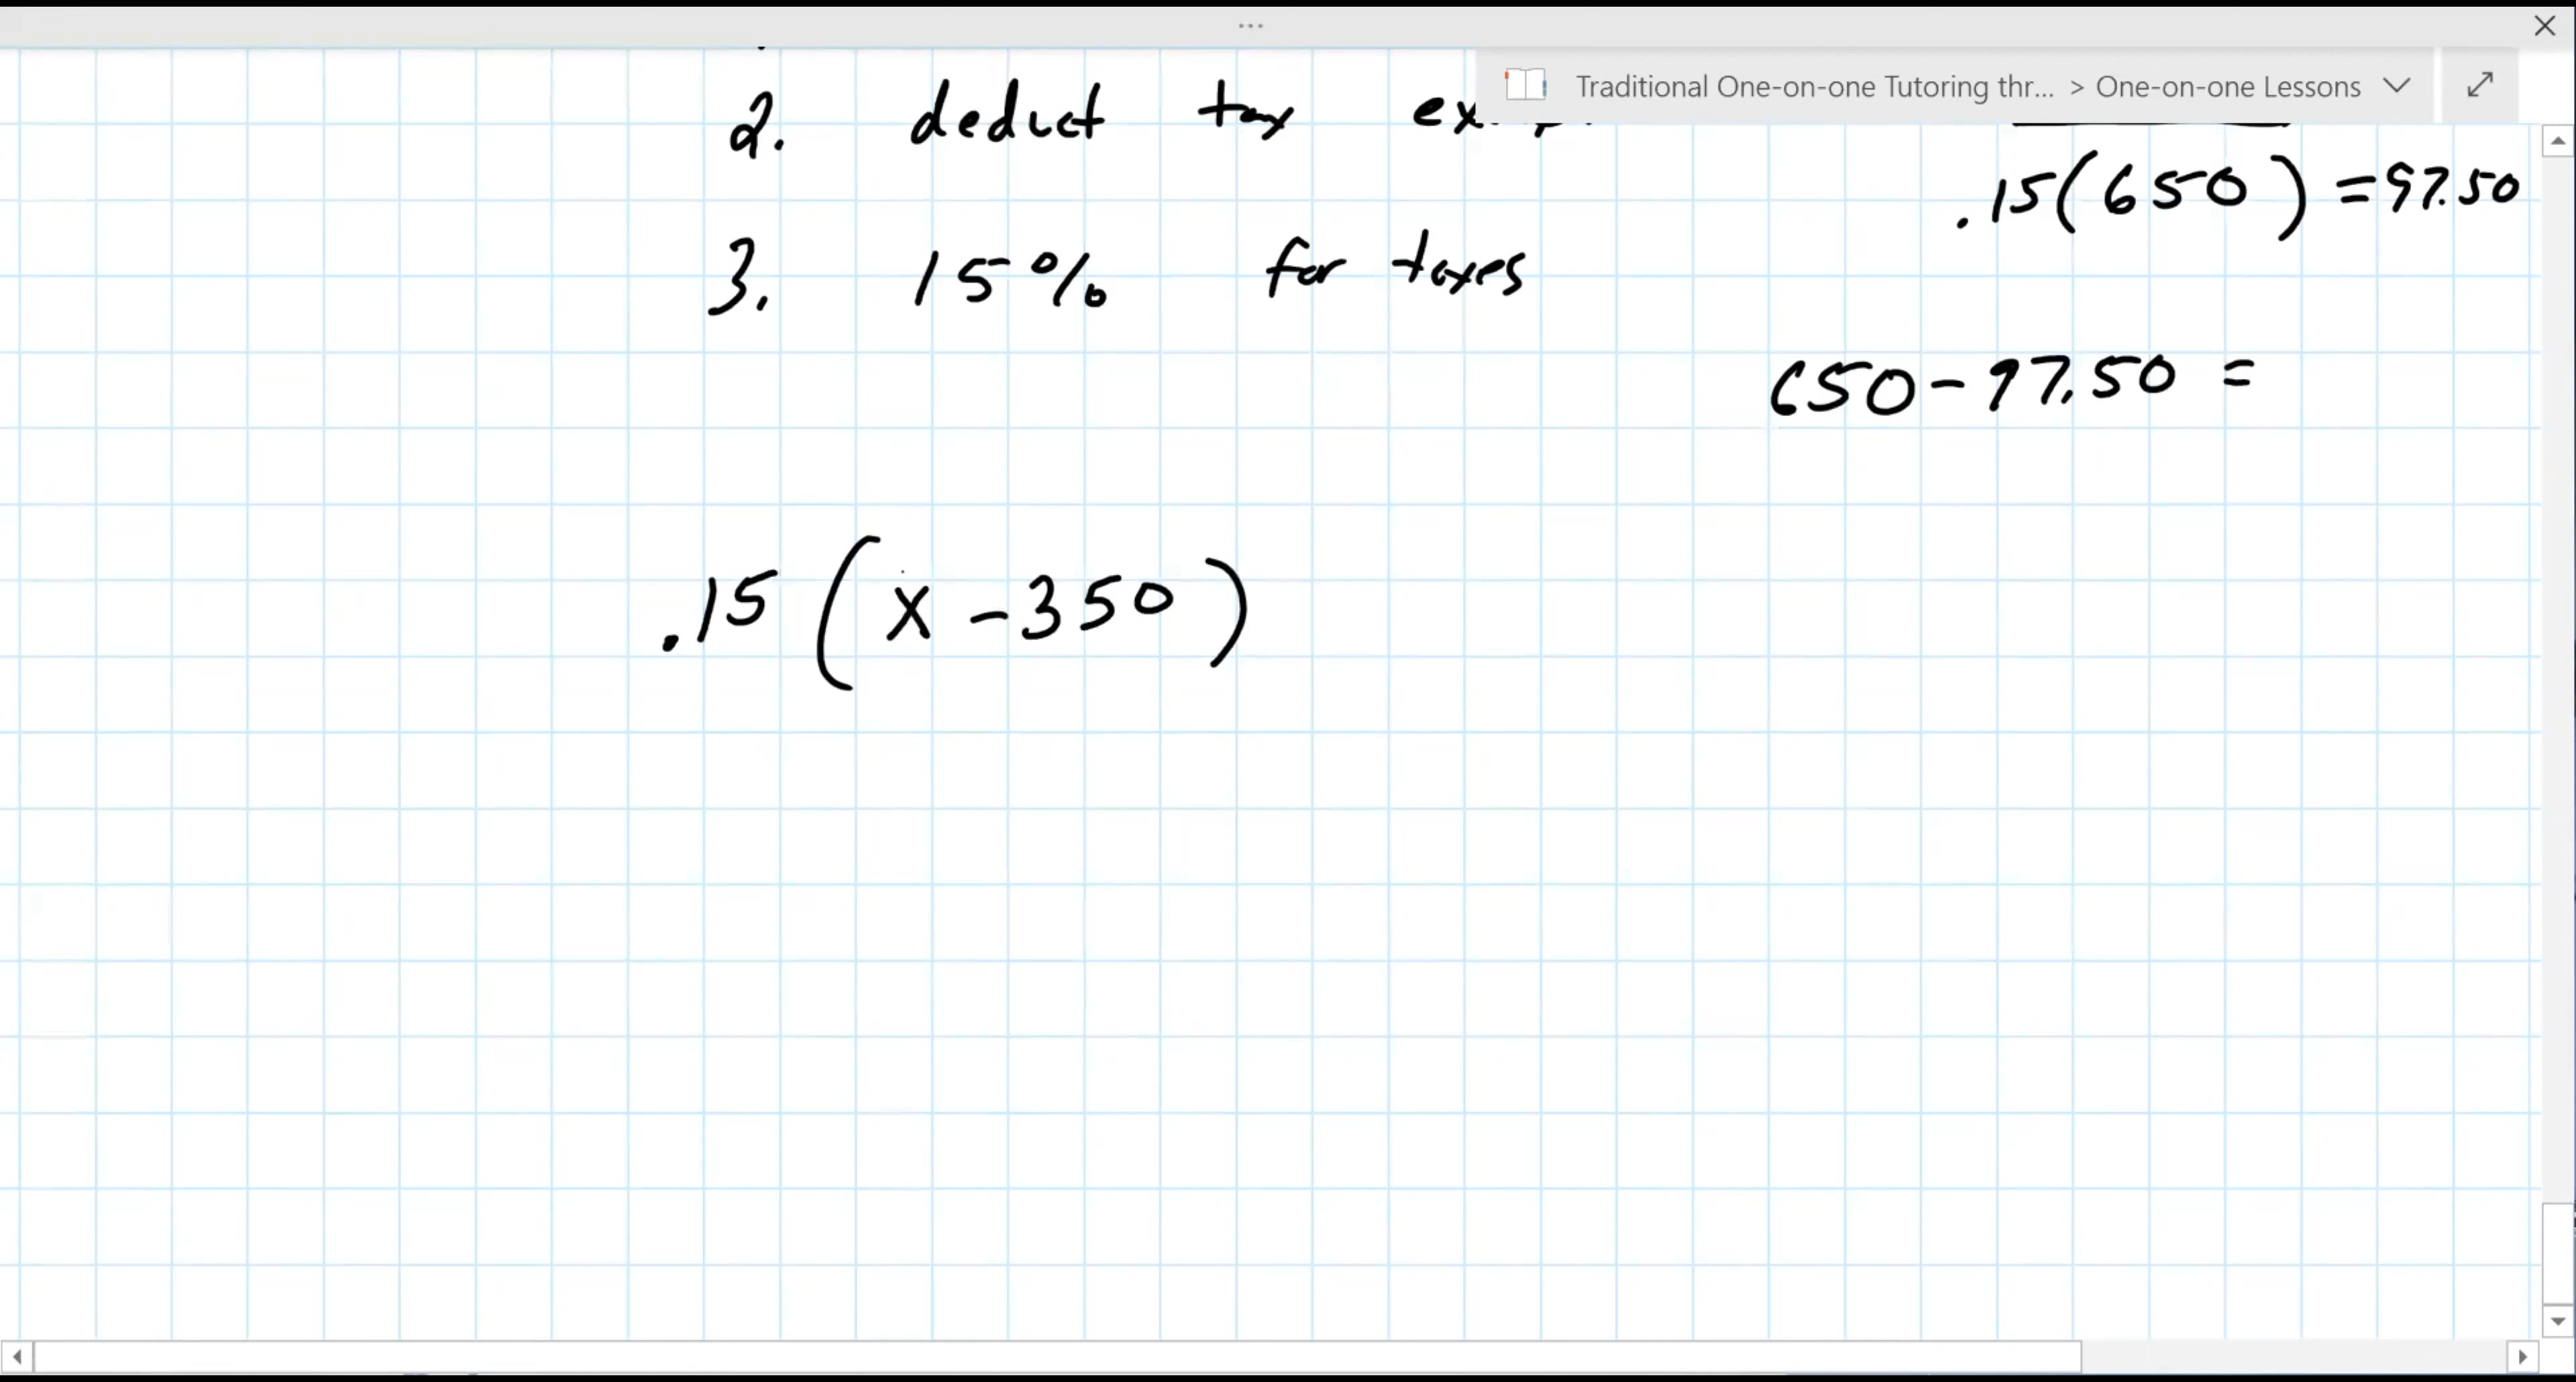 ...
Traditional One-on-one Tutoring thr... > One-on-one Lessons
2. deduct tax
3. 15% for taxes
.15(650) = 97.50
650 - 97.50 =
.15(x - 350)